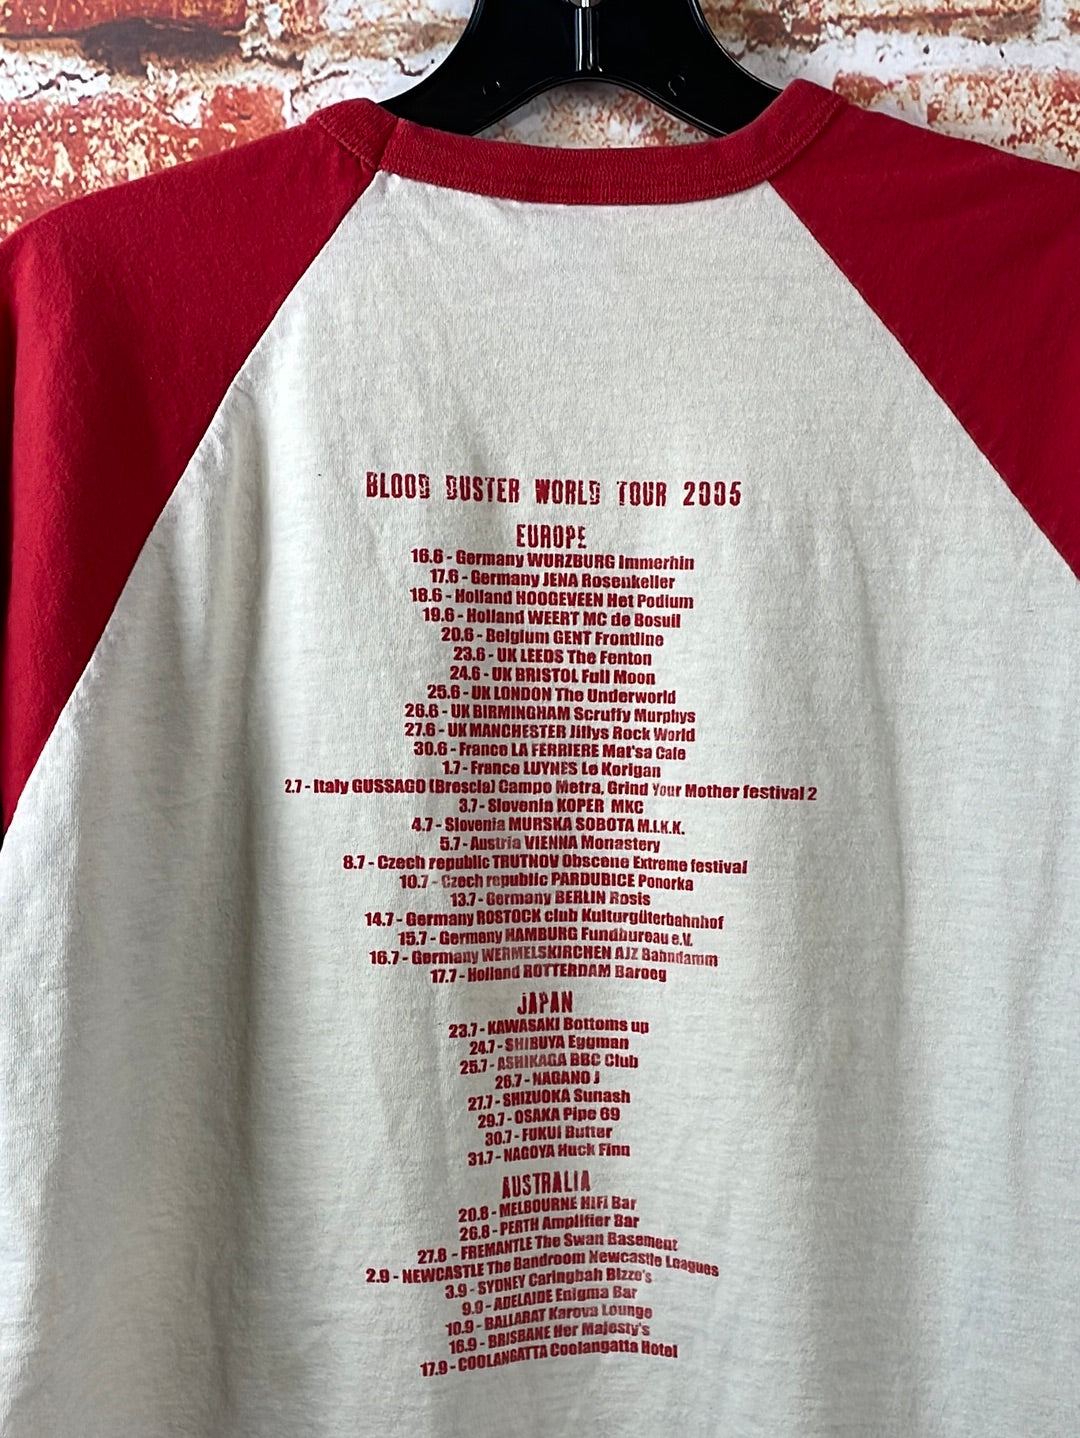 BLOOD DUSTER WORLD TOUR 2005
EUROPE
16.6 - Germany WURZBURG Immerhin
17.6 - Germany JENA Rosenkeller
18.6 - Holland HOOGEVEEN Het Podium
19.6 - Holland WEERT MC de Bosuil
20.6 - Belgium GENT Frontline
23.6 - UK LEEDS The Fenton
24.6 - UK BRISTOL Full Moon
25.6 - UK LONDON The Underworld
26.6 - UK BIRMINGHAM Scruffy Murphys
27.6 - UK MANCHESTER Jillys Rock World
30.6 - France LA FERRIERE Mat'sa Cafe
1.7 - France LUYNES Le Korigan
2.7 - Italy GUSSAGO (Brescia) Campo Metra, Grind Your Mother festival 2
3.7 - Slovenia KOPER MKC
4.7 - Slovenia MURSKA SOBOTA M.I.K.K.
5.7 - Austria VIENNA Monastery
8.7 - Czech republic TRUTNOV Obscene Extreme festival
10.7 - Czech republic PARDUBICE Ponorka
13.7 - Germany BERLIN Rosis
14.7 - Germany ROSTOCK club Kulturgüterbahnhof
15.7 - Germany HAMBURG Fundbureau e.V.
16.7 - Germany WERMELSKIRCHEN AJZ Bahndamm
17.7 - Holland ROTTERDAM Baroeg
JAPAN
23.7 - KAWASAKI Bottoms up
24.7 - SHIBUYA Eggman
25.7 - ASHIKAGA BBC Club
26.7 - NAGANO J
27.7 - SHIZUOKA Sunash
29.7 - OSAKA Pipe 69
30.7 - FUKUI Butter
31.7 - NAGOYA Huck Finn
AUSTRALIA
20.8 - MELBOURNE HiFi Bar
26.8 - PERTH Amplifier Bar
27.8 - FREMANTLE The Swan Basement
2.9 - NEWCASTLE The Bandroom Newcastle Leagues
3.9 - SYDNEY Caringbah Bizzo's
9.9 - ADELAIDE Enigma Bar
10.9 - BALLARAT Karova Lounge
16.9 - BRISBANE Her Majesty's
17.9 - COOLANGATTA Coolangatta Hotel